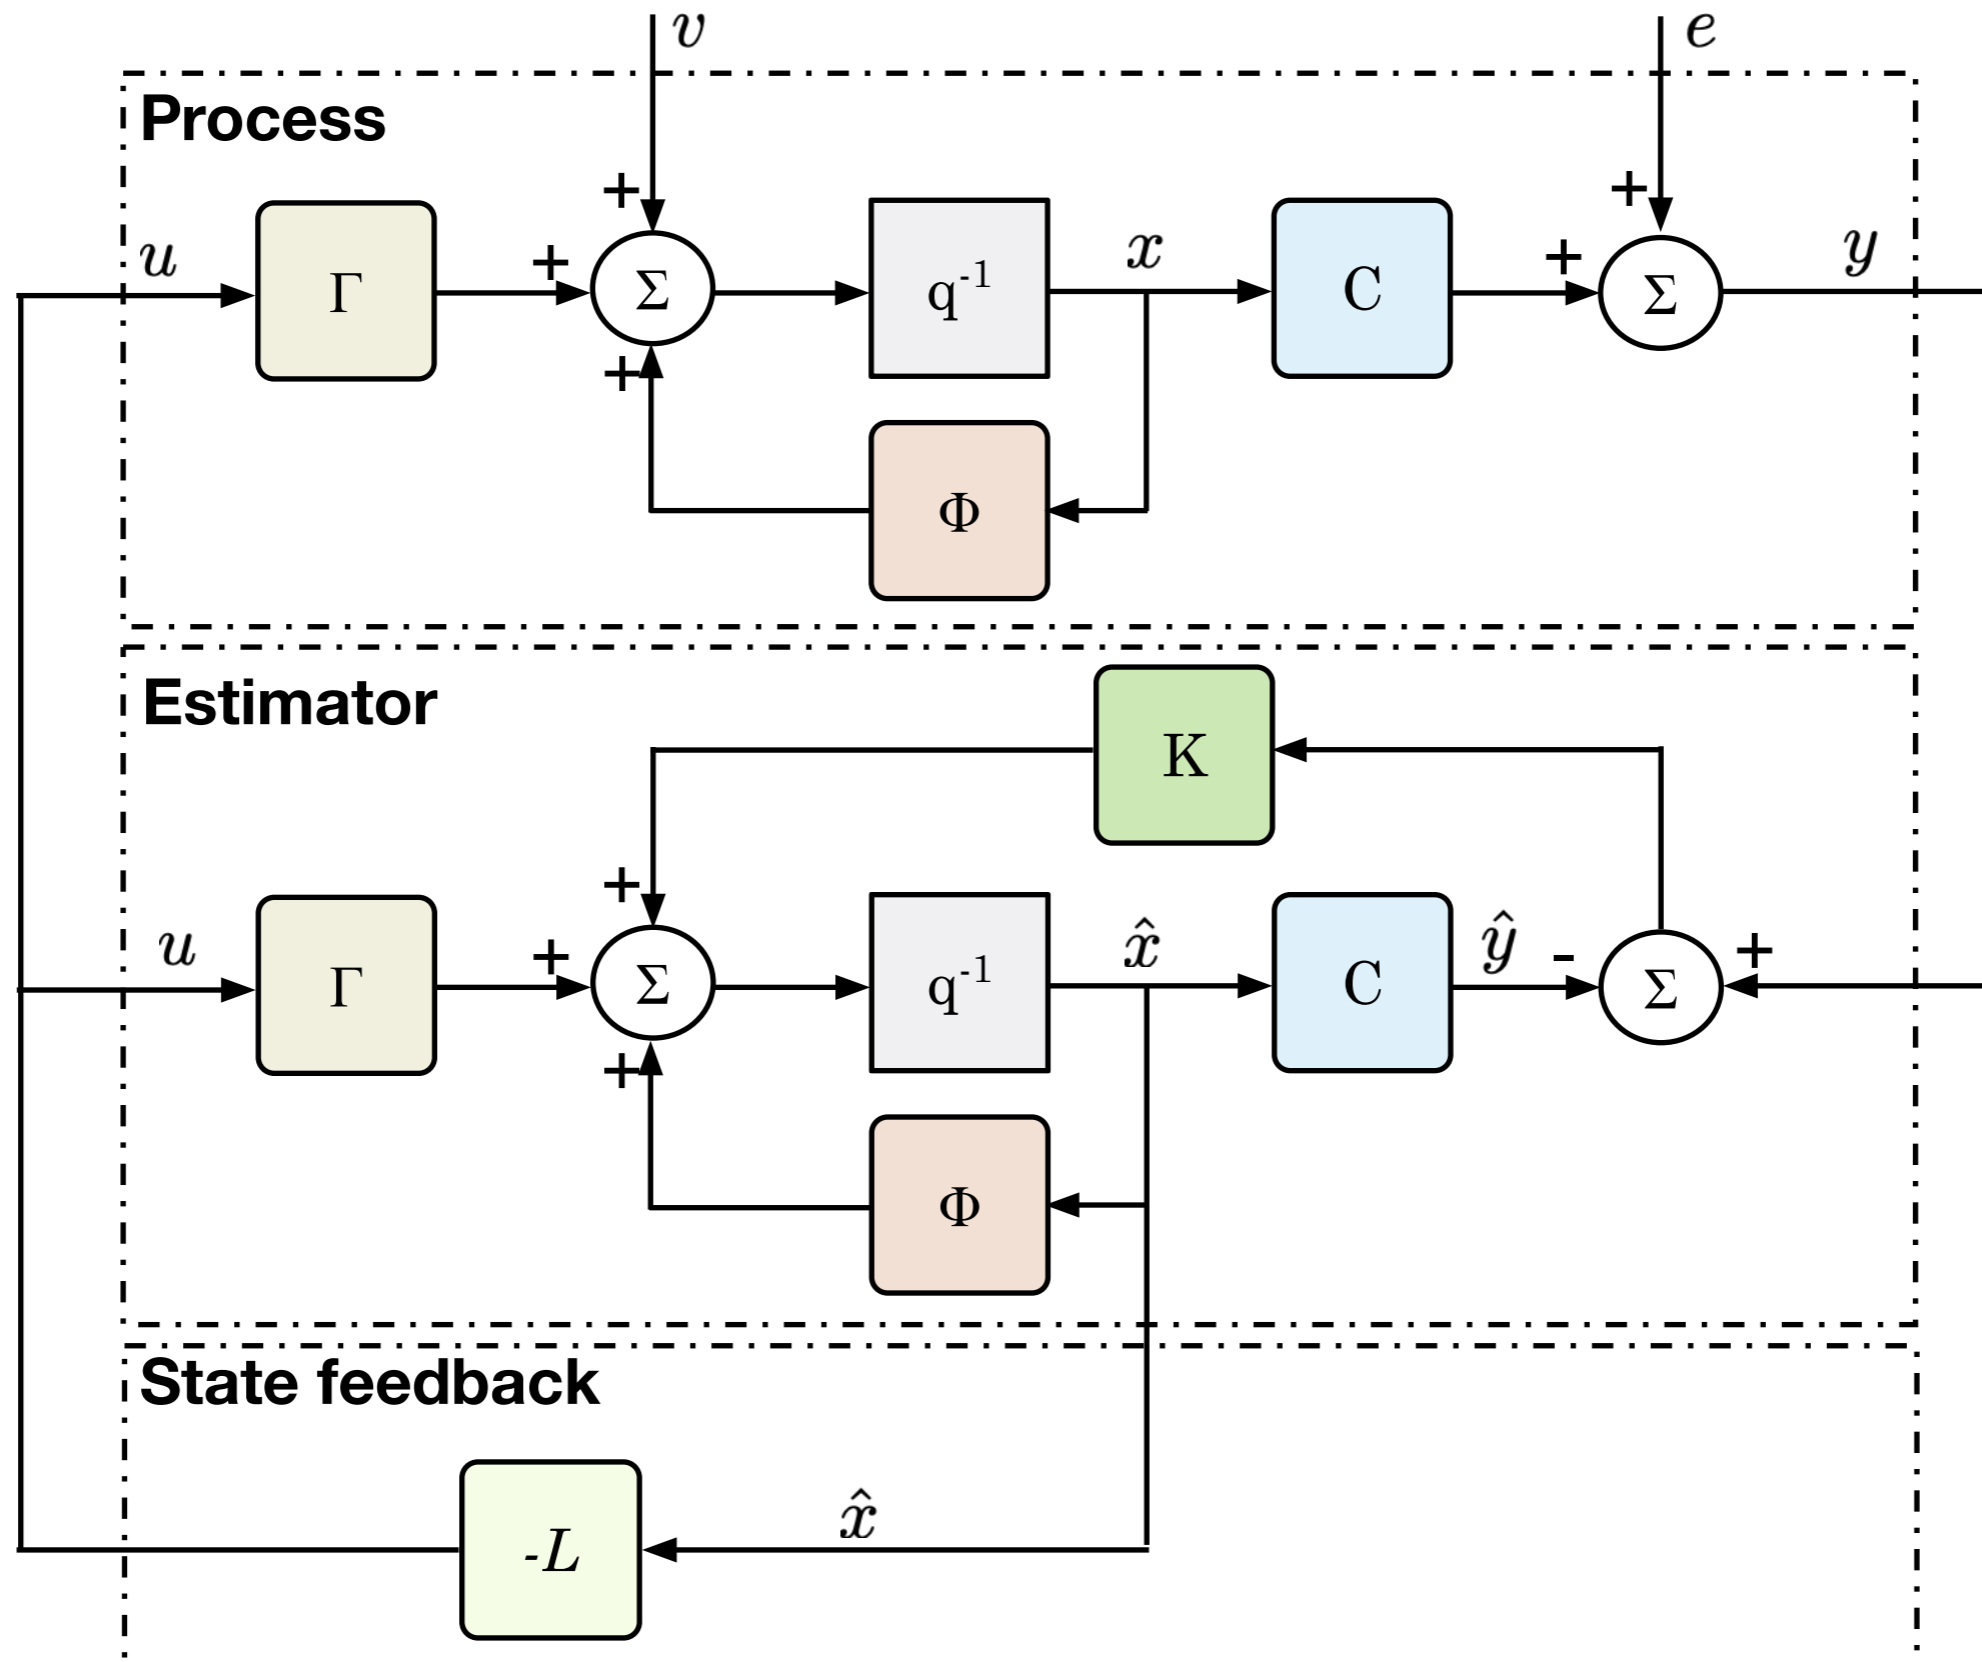 v
e
Process
+
+
u
Γ
+
Σ
q⁻¹
x
C
+
Σ
y
+
Φ
Estimator
K
+
u
Γ
+
Σ
q⁻¹
x̂
C
ŷ
-
Σ
+
+
Φ
State feedback
-L
x̂